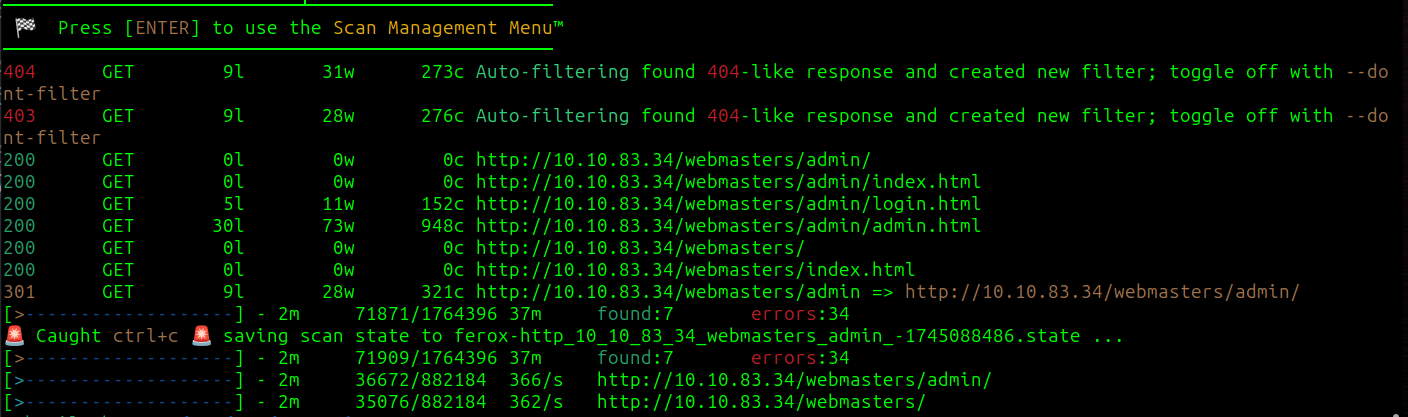 🏁 Press [ENTER] to use the Scan Management Menu™
404 GET 9l 31w 273c Auto-filtering found 404-like response and created new filter; toggle off with --do
nt-filter
403 GET 9l 28w 276c Auto-filtering found 404-like response and created new filter; toggle off with --do
nt-filter
200 GET 0l 0w 0c http://10.10.83.34/webmasters/admin/
200 GET 0l 0w 0c http://10.10.83.34/webmasters/admin/index.html
200 GET 5l 11w 152c http://10.10.83.34/webmasters/admin/login.html
200 GET 30l 73w 948c http://10.10.83.34/webmasters/admin/admin.html
200 GET 0l 0w 0c http://10.10.83.34/webmasters/
200 GET 0l 0w 0c http://10.10.83.34/webmasters/index.html
301 GET 9l 28w 321c http://10.10.83.34/webmasters/admin => http://10.10.83.34/webmasters/admin/
[>--------------------] - 2m 71871/1764396 37m found:7 errors:34
🚨 Caught ctrl+c 🚨 saving scan state to ferox-http_10_10_83_34_webmasters_admin_-1745088486.state ...
[>--------------------] - 2m 71909/1764396 37m found:7 errors:34
[>--------------------] - 2m 36672/882184 366/s http://10.10.83.34/webmasters/admin/
[>--------------------] - 2m 35076/882184 362/s http://10.10.83.34/webmasters/